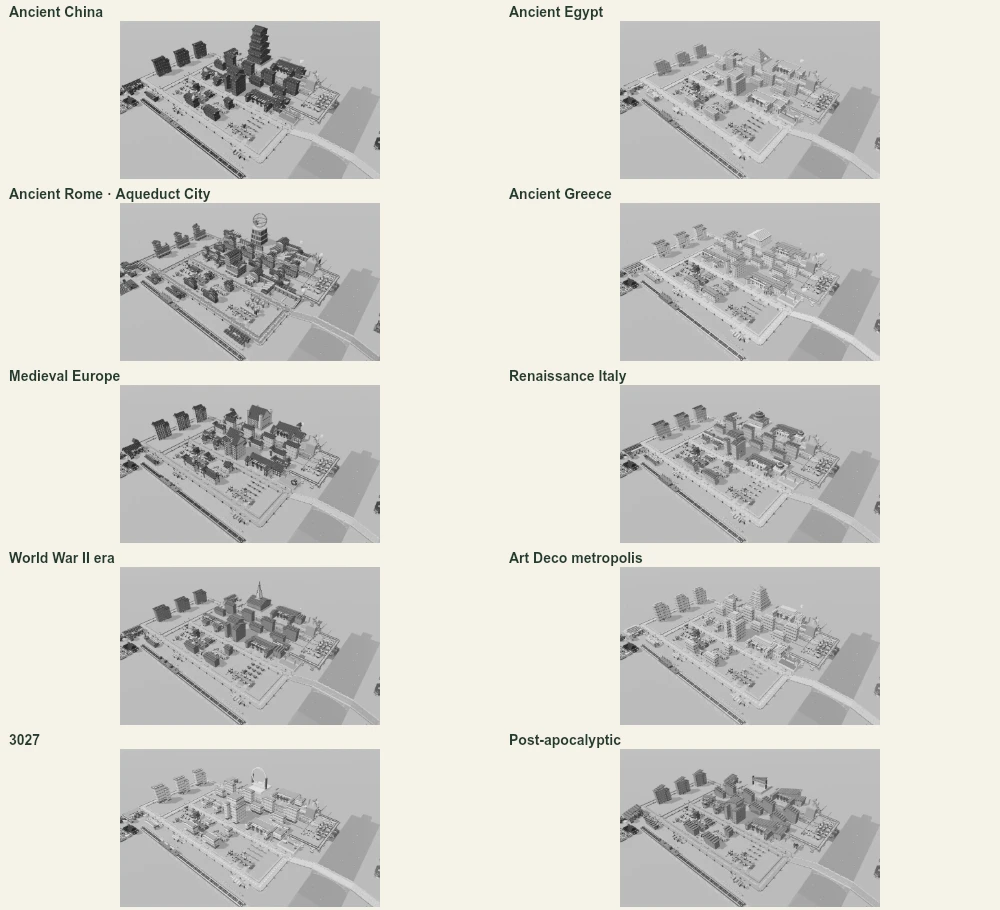 Ancient China
Ancient Egypt
Ancient Rome · Aqueduct City
Ancient Greece
Medieval Europe
Renaissance Italy
World War II era
Art Deco metropolis
3027
Post-apocalyptic